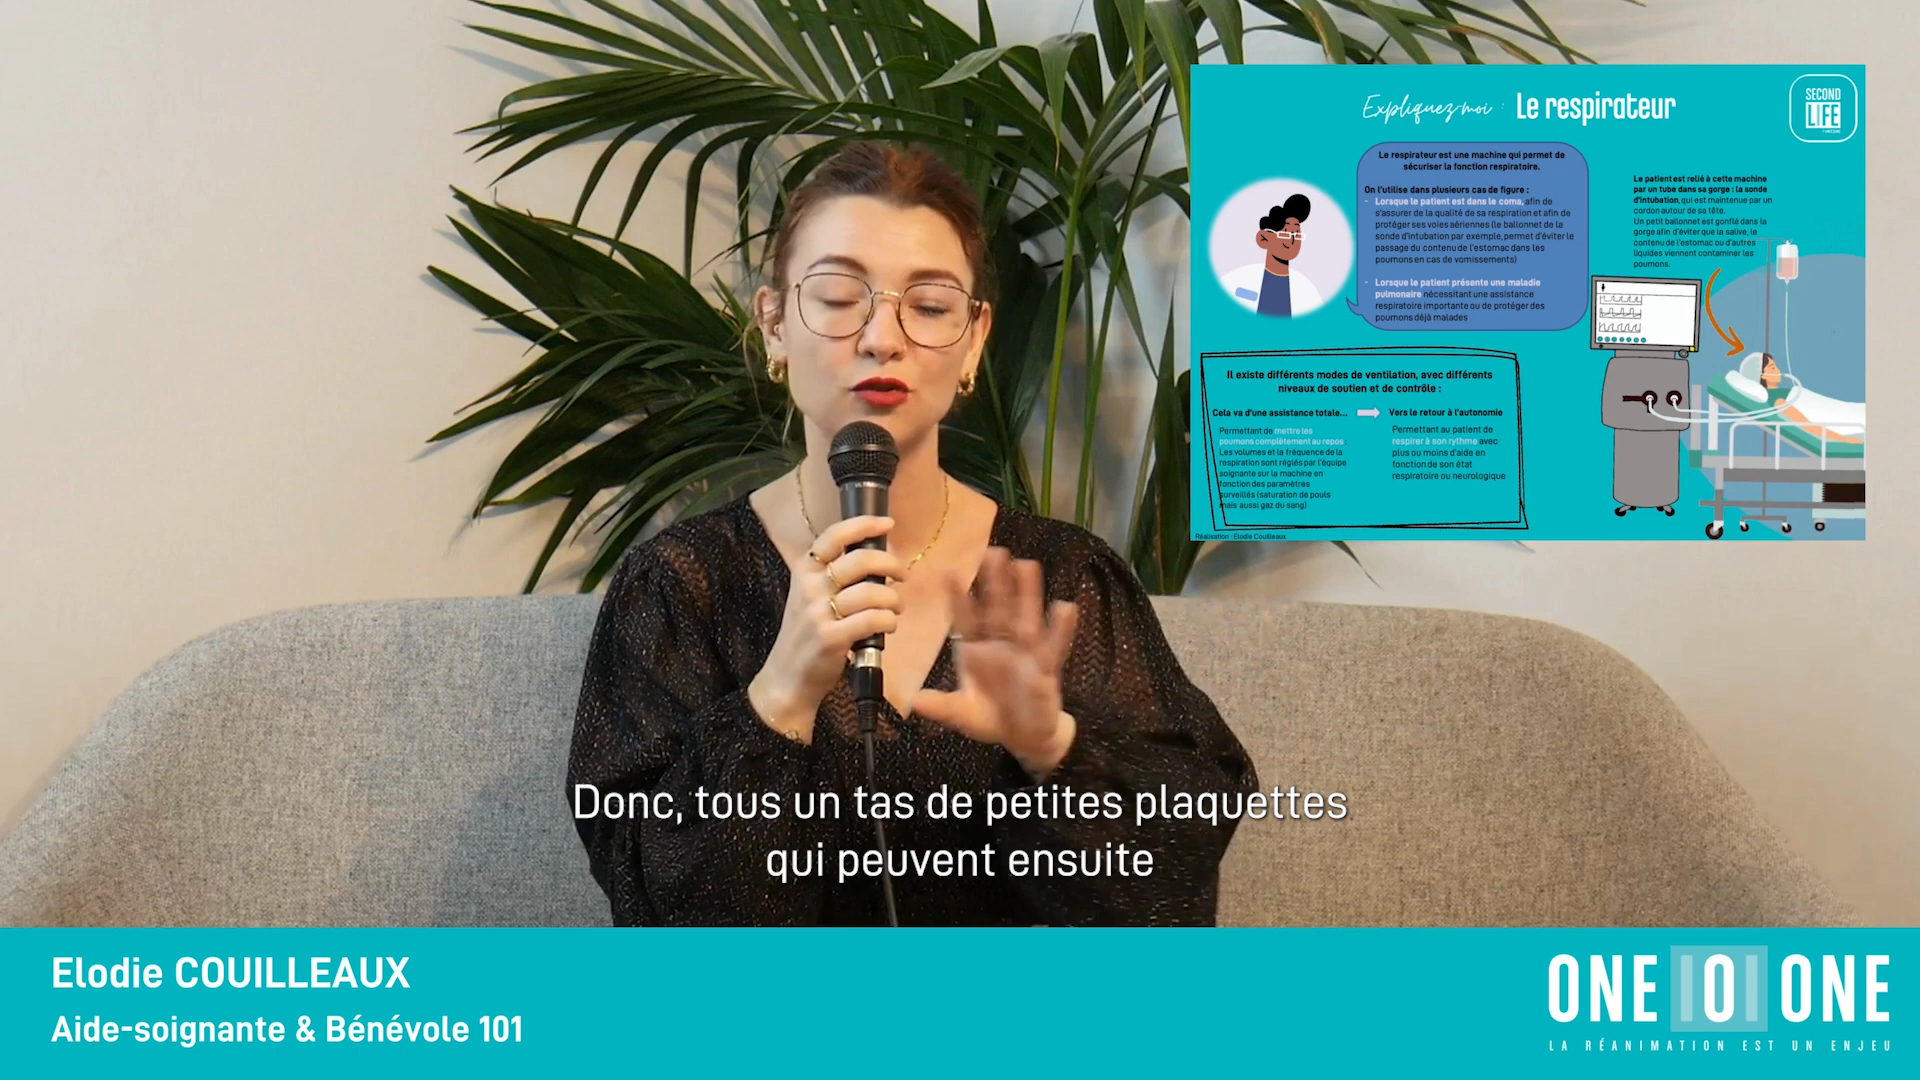 Expliquez-moi : Le respirateur
SECOND
LIFE
Le respirateur est une machine qui permet de
sécuriser la fonction respiratoire.
On l'utilise dans plusieurs cas de figure :
- Lorsque le patient est dans le coma, afin de
s'assurer de la qualité de sa respiration et afin de
protéger ses voies aériennes (le ballonnet de la
sonde d'intubation par exemple, permet d'éviter le
passage du contenu de l'estomac dans les
poumons en cas de vomissements)
- Lorsque le patient présente une maladie
pulmonaire nécessitant une assistance
respiratoire importante ou de protéger des
poumons déjà malades
Le patient est relié à cette machine
par un tube dans sa gorge : la sonde
d'intubation, qui est maintenue par un
cordon autour de sa tête.
Un petit ballonnet est gonflé dans la
gorge afin d'éviter que la salive, le
contenu de l'estomac ou d'autres
liquides viennent contaminer les
poumons.
Il existe différents modes de ventilation, avec différents
niveaux de soutien et de contrôle :
Cela va d'une assistance totale...
Permettant de mettre les
poumons complètement au repos :
Les volumes et la fréquence de la
respiration sont réglés par l'équipe
soignante sur la machine en
fonction des paramètres
surveillés (saturation de pouls
mais aussi gaz du sang)
Vers le retour à l'autonomie
Permettant au patient de
respirer à son rythme avec
plus ou moins d'aide en
fonction de son état
respiratoire ou neurologique
Réalisation : Elodie Couilleaux
ULTRA
Donc, tous un tas de petites plaquettes
qui peuvent ensuite
Elodie COUILLEAUX
Aide-soignante & Bénévole 101
ONE IOI ONE
LA RÉANIMATION EST UN ENJEU